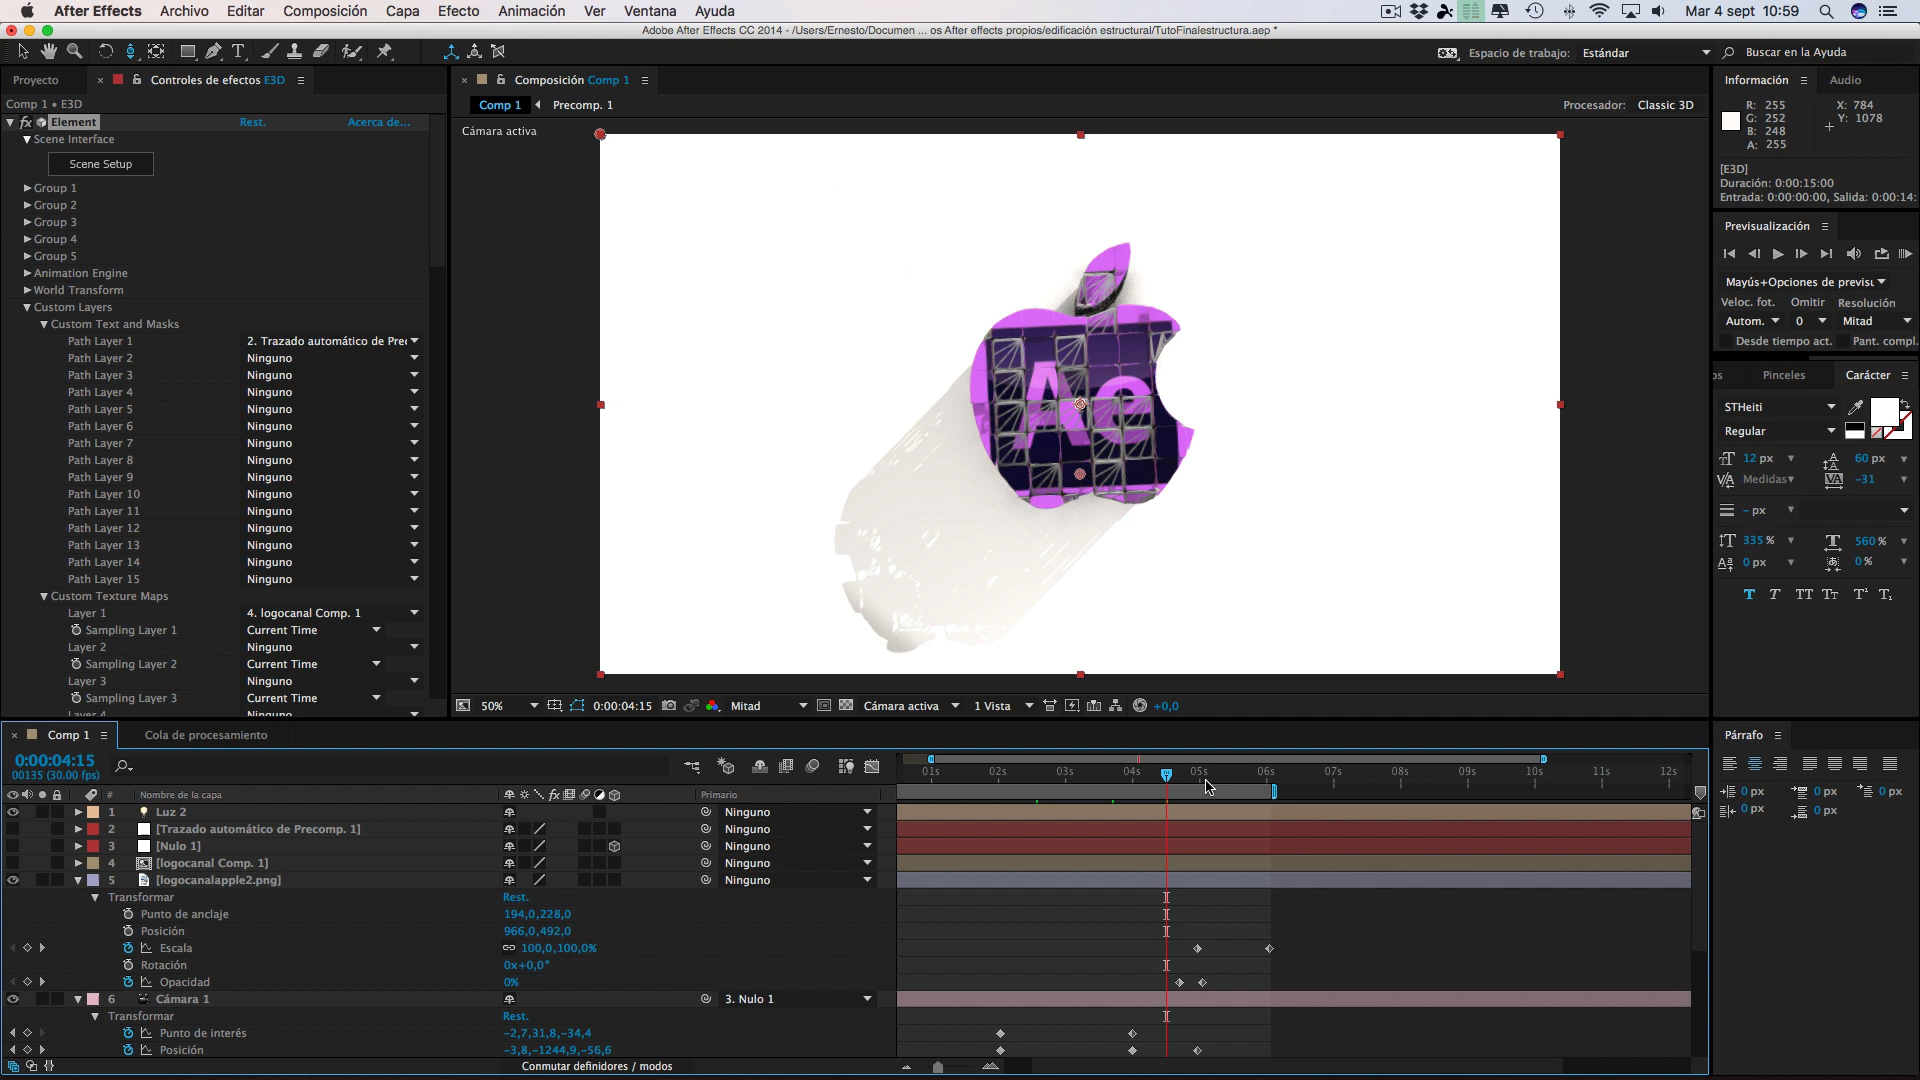 After Effects Archivo Editar Composición Capa Efecto Animación Ver Ventana Ayuda Mar 4 sept 10:59
Adobe After Effects CC 2014 - /Users/Ernesto/Documen ... os After effects propios/edificación estructural/TutoFinalestructura.aep *
Espacio de trabajo: Estándar Buscar en la Ayuda
Proyecto Controles de efectos E3D Composición Comp 1 Información Audio
Comp 1 • E3D
Comp 1 Precomp. 1 Procesador: Classic 3D
Cámara activa
Element Rest. Acerca de...
Scene Interface
Scene Setup
Group 1
Group 2
Group 3
Group 4
Group 5
Animation Engine
World Transform
Custom Layers
Custom Text and Masks
Path Layer 1 2. Trazado automático de Pre
Path Layer 2 Ninguno
Path Layer 3 Ninguno
Path Layer 4 Ninguno
Path Layer 5 Ninguno
Path Layer 6 Ninguno
Path Layer 7 Ninguno
Path Layer 8 Ninguno
Path Layer 9 Ninguno
Path Layer 10 Ninguno
Path Layer 11 Ninguno
Path Layer 12 Ninguno
Path Layer 13 Ninguno
Path Layer 14 Ninguno
Path Layer 15 Ninguno
Custom Texture Maps
Layer 1 4. logocanal Comp. 1
Sampling Layer 1 Current Time
Layer 2 Ninguno
Sampling Layer 2 Current Time
Layer 3 Ninguno
Sampling Layer 3 Current Time
Ae
50% 0:00:04:15 Mitad Cámara activa 1 Vista +0,0
R: 255 X: 784
G: 252 Y: 1078
B: 248
A: 255
[E3D]
Duración: 0:00:15:00
Entrada: 0:00:00:00, Salida: 0:00:14:
Previsualización
Mayús+Opciones de previsu
Veloc. fot. Omitir Resolución
Autom. 0 Mitad
Desde tiempo act. Pant. compl.
os Pinceles Carácter
STHeiti
Regular
12 px 60 px
Medidas -31
- px
335 % 560 %
0 px 0 %
T T TT Tт T¹ T₁
Párrafo
0 px 0 px 0 px
0 px 0 px
Comp 1 Cola de procesamiento
0:00:04:15
00135 (30.00 fps)
01s 02s 03s 04s 05s 06s 07s 08s 09s 10s 11s 12s
# Nombre de la capa Primario
1 Luz 2 Ninguno
2 [Trazado automático de Precomp. 1] Ninguno
3 [Nulo 1] Ninguno
4 [logocanal Comp. 1] Ninguno
5 [logocanalapple2.png] Ninguno
Transformar Rest.
Punto de anclaje 194,0,228,0
Posición 966,0,492,0
Escala 100,0,100,0%
Rotación 0x+0,0°
Opacidad 0%
6 Cámara 1 3. Nulo 1
Transformar Rest.
Punto de interés -2,7,31,8,-34,4
Posición -3,8,-1244,9,-56,6
Conmutar definidores / modos